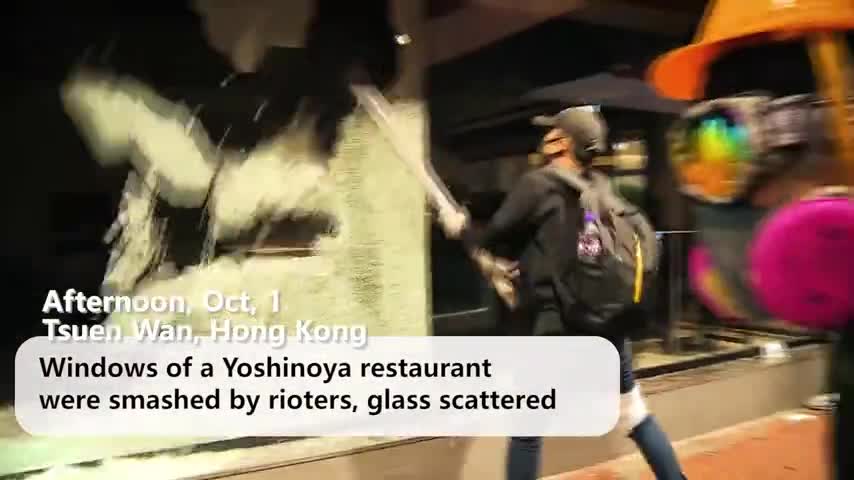 Afternoon, Oct, 1
Tsuen Wan, Hong Kong
Windows of a Yoshinoya restaurant
were smashed by rioters, glass scattered